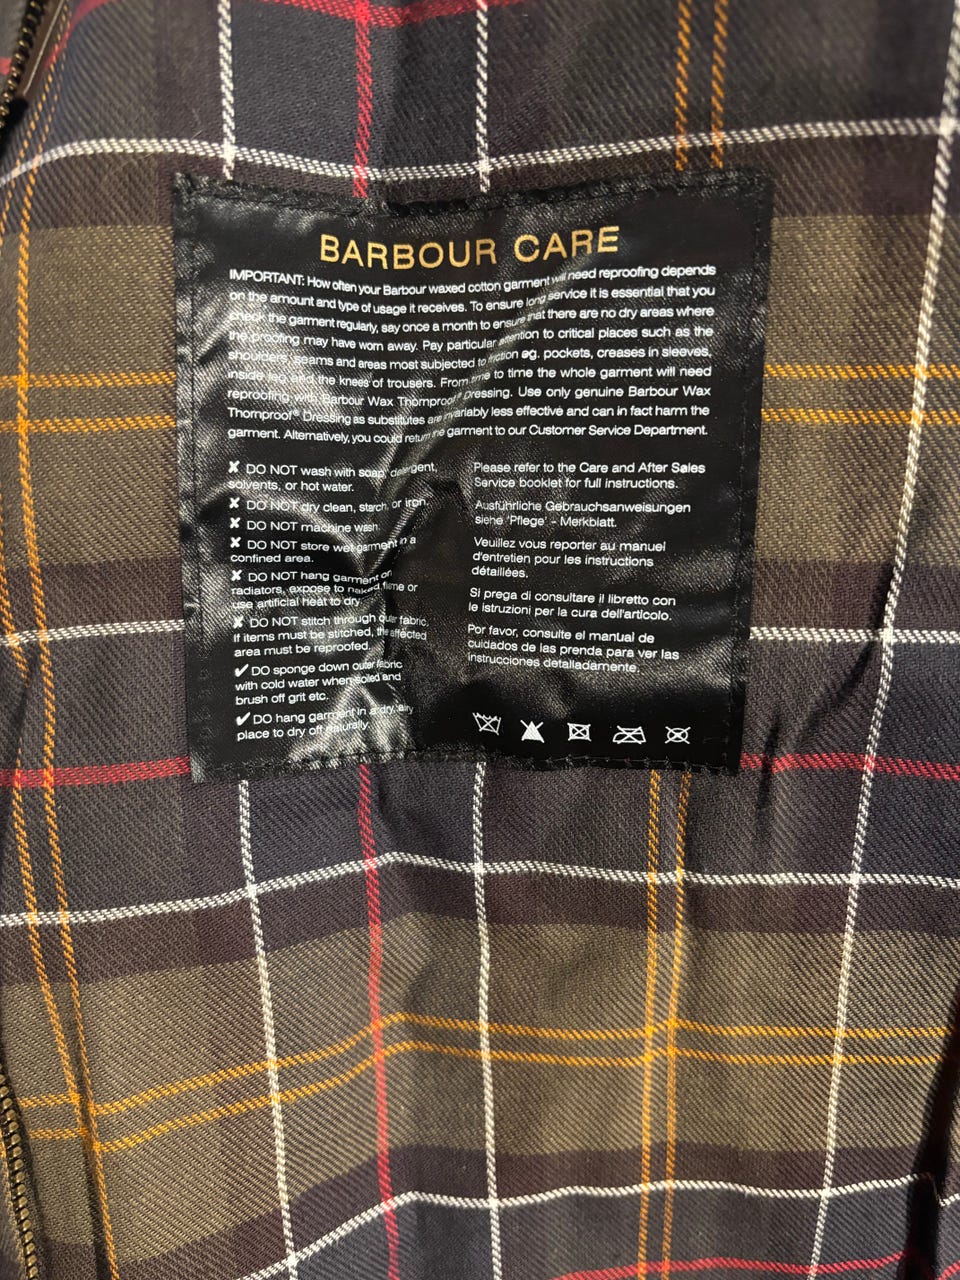 BARBOUR CARE
IMPORTANT: How often your Barbour waxed cotton garment will need reproofing depends
on the amount and type of usage it receives. To ensure long service it is essential that you
check the garment regularly, say once a month to ensure that there are no dry areas where
the proofing may have worn away. Pay particular attention to critical places such as the
shoulders, seams and areas most subjected to friction eg. pockets, creases in sleeves,
inside leg and the knees of trousers. From time to time the whole garment will need
reproofing with Barbour Wax Thornproof® Dressing. Use only genuine Barbour Wax
Thornproof® Dressing as substitutes are invariably less effective and can in fact harm the
garment. Alternatively, you could return the garment to our Customer Service Department.
✘ DO NOT wash with soap, detergent,
solvents, or hot water.
✘ DO NOT dry clean, starch, or iron.
✘ DO NOT machine wash.
✘ DO NOT store wet garment in a
confined area.
✘ DO NOT hang garment on
radiators, expose to naked flame or
use artificial heat to dry.
✘ DO NOT stitch through outer fabric.
If items must be stitched, the affected
area must be reproofed.
✔ DO sponge down outer fabric
with cold water when soiled and
brush off grit etc.
✔ DO hang garment in a dry, airy
place to dry off naturally.
Please refer to the Care and After Sales
Service booklet for full instructions.
Ausführliche Gebrauchsanweisungen
siehe 'Pflege' - Merkblatt.
Veuillez vous reporter au manuel
d'entretien pour les instructions
détaillées.
Si prega di consultare il libretto con
le istruzioni per la cura dell'articolo.
Por favor, consulte el manual de
cuidados de las prenda para ver las
instrucciones detalladamente.